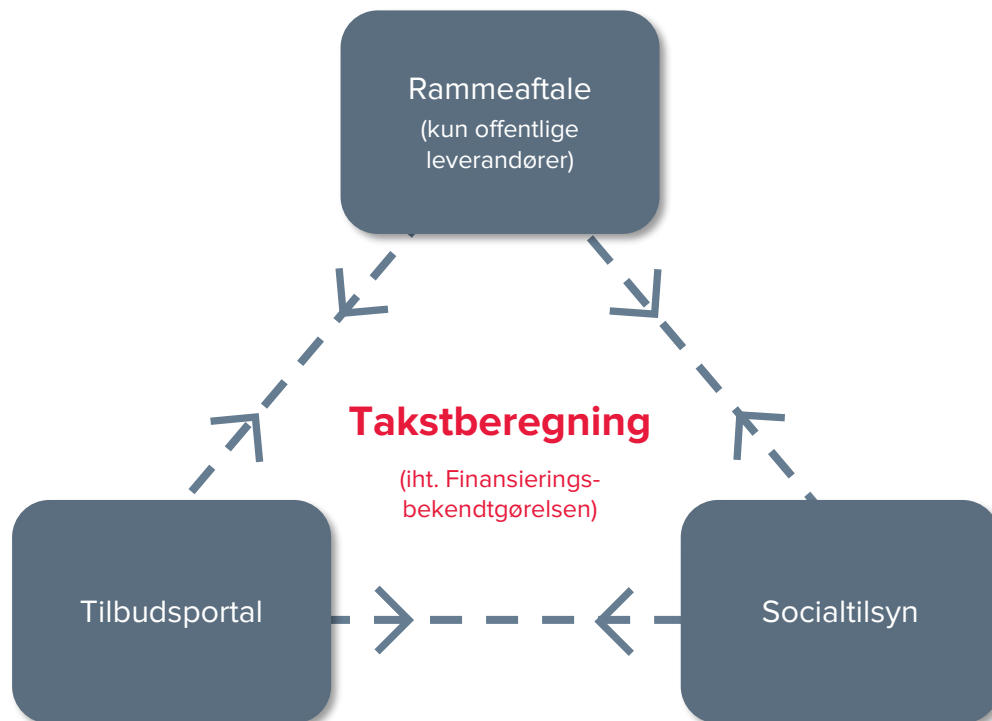 Rammeaftale
(kun offentlige
leverandører)
Takstberegning
(iht. Finansierings-
bekendtgørelsen)
Tilbudsportal
Socialtilsyn